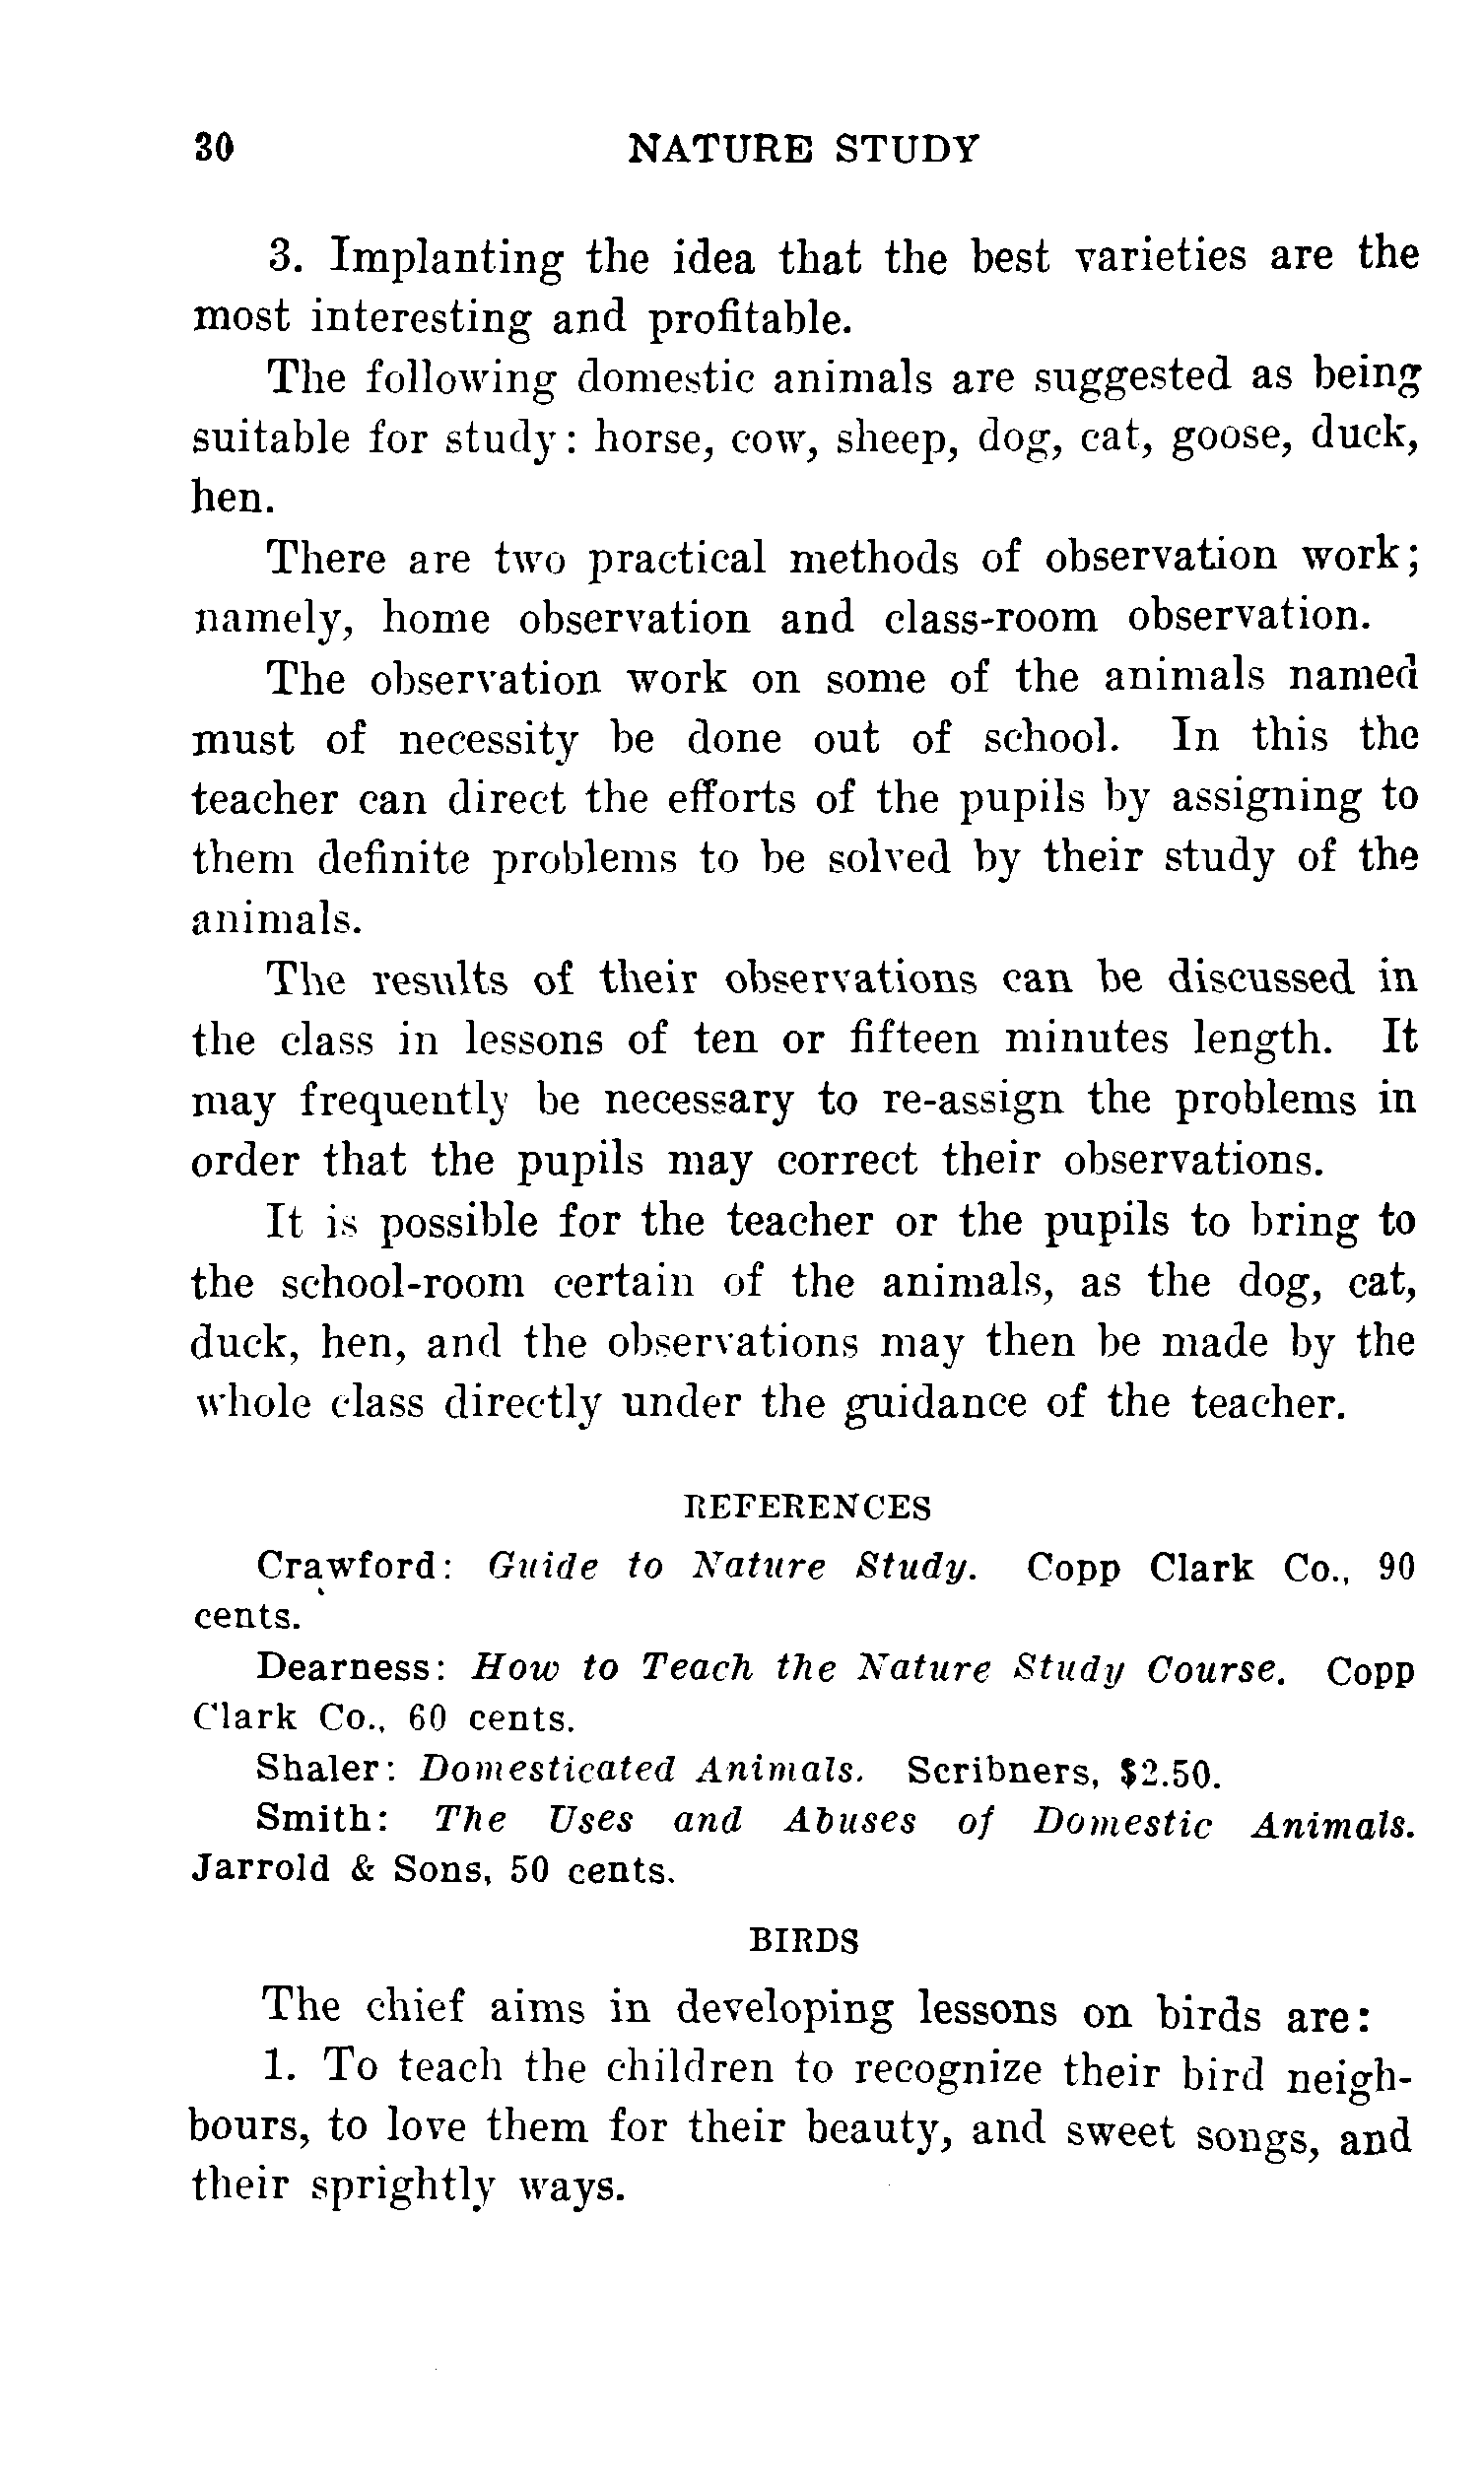 30 NATURE STUDY
3. Implanting the idea that the best varieties are the
most interesting and profitable.
The following domestic animals are suggested as being
suitable for study: horse, cow, sheep, dog, cat, goose, duck,
hen.
There are two practical methods of observation work;
namely, home observation and class-room observation.
The observation work on some of the animals named
must of necessity be done out of school. In this the
teacher can direct the efforts of the pupils by assigning to
them definite problems to be solved by their study of the
animals.
The results of their observations can be discussed in
the class in lessons of ten or fifteen minutes length. It
may frequently be necessary to re-assign the problems in
order that the pupils may correct their observations.
It is possible for the teacher or the pupils to bring to
the school-room certain of the animals, as the dog, cat,
duck, hen, and the observations may then be made by the
whole class directly under the guidance of the teacher.
REFERENCES
Crawford: Guide to Nature Study. Copp Clark Co., 90
cents.
Dearness: How to Teach the Nature Study Course. Copp
Clark Co., 60 cents.
Shaler: Domesticated Animals. Scribners, $2.50.
Smith: The Uses and Abuses of Domestic Animals.
Jarrold & Sons, 50 cents.
BIRDS
The chief aims in developing lessons on birds are:
1. To teach the children to recognize their bird neigh-
bours, to love them for their beauty, and sweet songs, and
their sprightly ways.